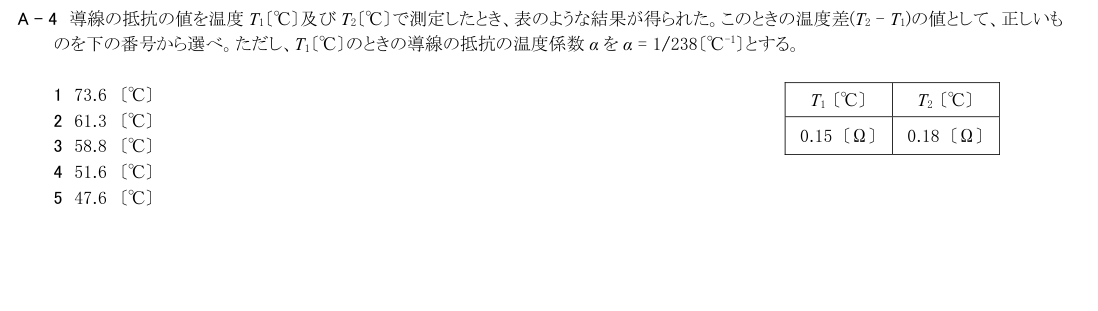 A－4 導線の抵抗の値を温度 T₁〔℃〕及び T₂〔℃〕で測定したとき、表のような結果が得られた。このときの温度差(T₂ − T₁)の値として、正しいも
のを下の番号から選べ。ただし、T₁〔℃〕のときの導線の抵抗の温度係数 α を α = 1/238〔℃⁻¹〕とする。
1 73.6 〔℃〕
2 61.3 〔℃〕
3 58.8 〔℃〕
4 51.6 〔℃〕
5 47.6 〔℃〕
T₁〔℃〕 T₂〔℃〕
0.15 〔Ω〕 0.18 〔Ω〕